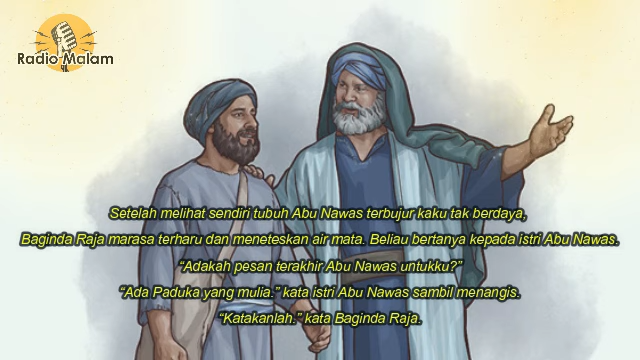 Radio Malam
Setelah melihat sendiri tubuh Abu Nawas terbujur kaku tak berdaya,
Baginda Raja marasa terharu dan meneteskan air mata. Beliau bertanya kepada istri Abu Nawas.
“Adakah pesan terakhir Abu Nawas untukku?”
“Ada Paduka yang mulia.” kata istri Abu Nawas sambil menangis.
“Katakanlah.” kata Baginda Raja.